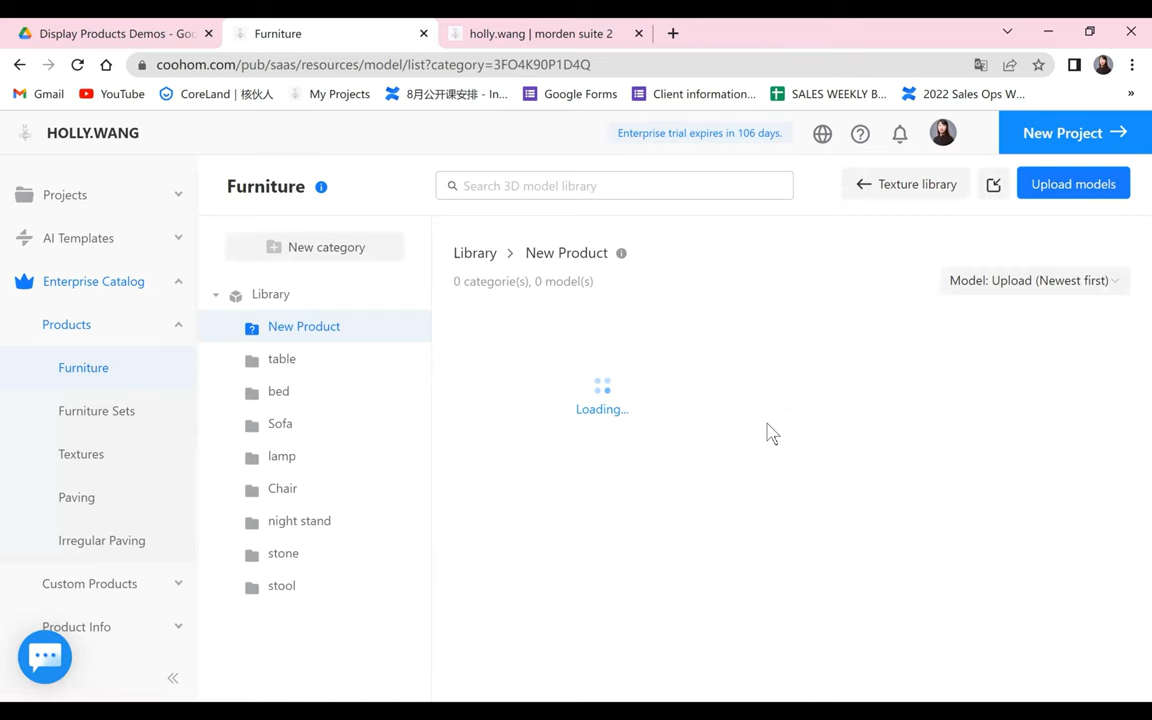 Display Products Demos - Goo
Furniture
holly.wang | morden suite 2
coohom.com/pub/saas/resources/model/list?category=3FO4K90P1D4Q
Gmail YouTube CoreLand | 核伙人 My Projects 8月公开课安排 - In... Google Forms Client information... SALES WEEKLY B... 2022 Sales Ops W... »
HOLLY.WANG
Enterprise trial expires in 106 days.
New Project →
Projects
AI Templates
Enterprise Catalog
Products
Furniture
Furniture Sets
Textures
Paving
Irregular Paving
Custom Products
Product Info
Furniture
Search 3D model library
← Texture library
Upload models
New category
Library
New Product
table
bed
Sofa
lamp
Chair
night stand
stone
stool
Library > New Product
0 categorie(s), 0 model(s)
Model: Upload (Newest first)
Loading...